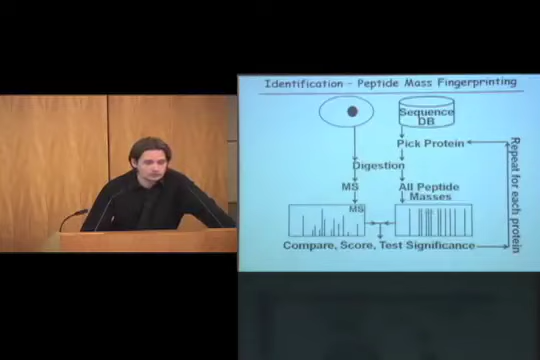 Identification - Peptide Mass Fingerprinting
Sequence
DB
Pick Protein
Digestion
MS
All Peptide
Masses
MS
Compare, Score, Test Significance
Repeat for each protein